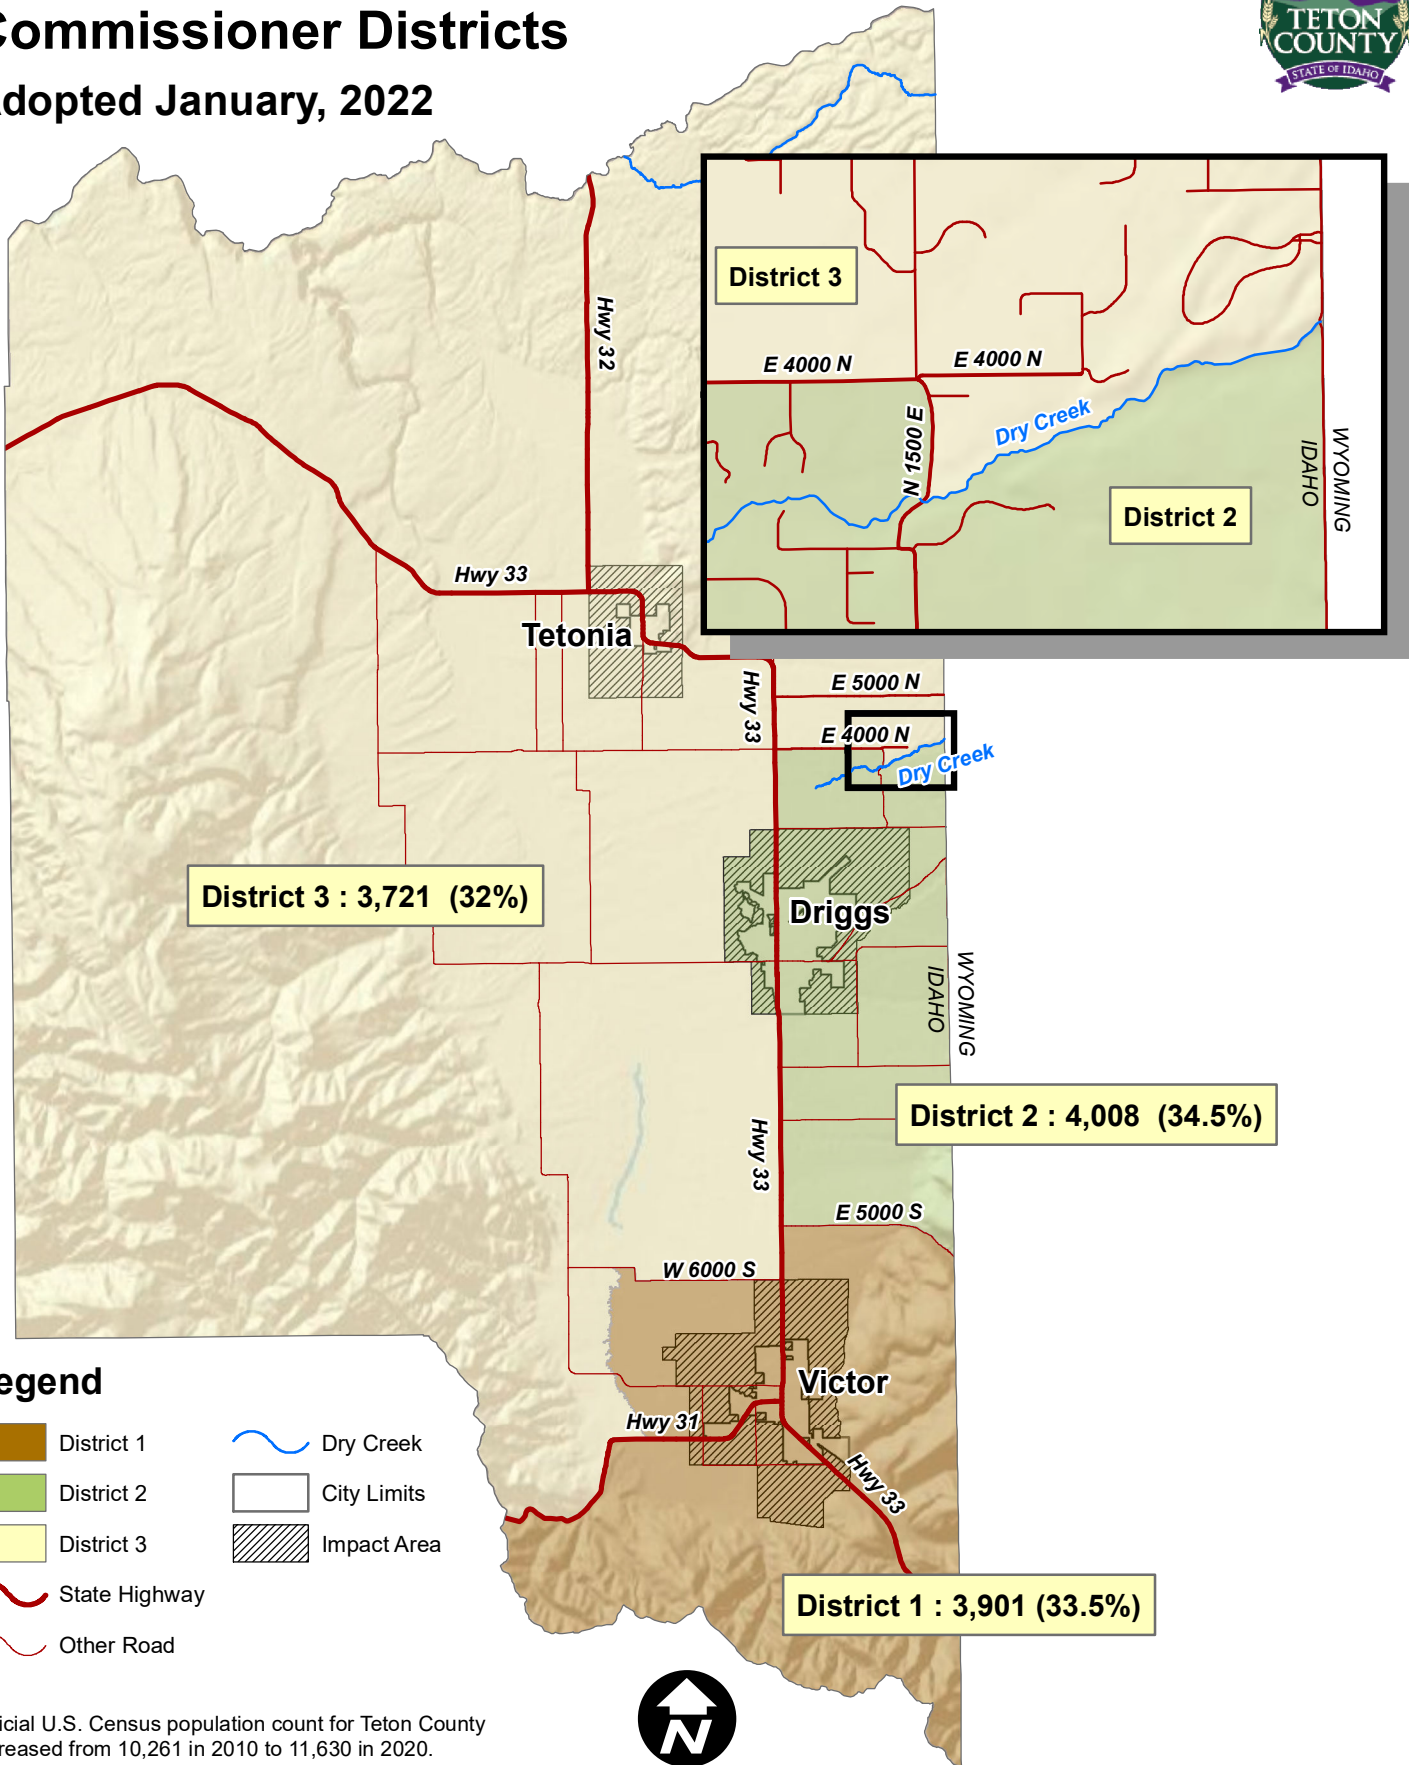 Commissioner Districts
Adopted January, 2022
TETON
COUNTY
STATE OF IDAHO
District 3
E 4000 N
E 4000 N
N 1500 E
Dry Creek
District 2
IDAHO
WYOMING
Hwy 32
Hwy 33
Tetonia
Hwy 33
E 5000 N
E 4000 N
Dry Creek
District 3 : 3,721 (32%)
Driggs
IDAHO
WYOMING
District 2 : 4,008 (34.5%)
Hwy 33
E 5000 S
W 6000 S
Victor
Hwy 31
Hwy 33
District 1 : 3,901 (33.5%)
egend
District 1
District 2
District 3
State Highway
Other Road
Dry Creek
City Limits
Impact Area
icial U.S. Census population count for Teton County
reased from 10,261 in 2010 to 11,630 in 2020.
N